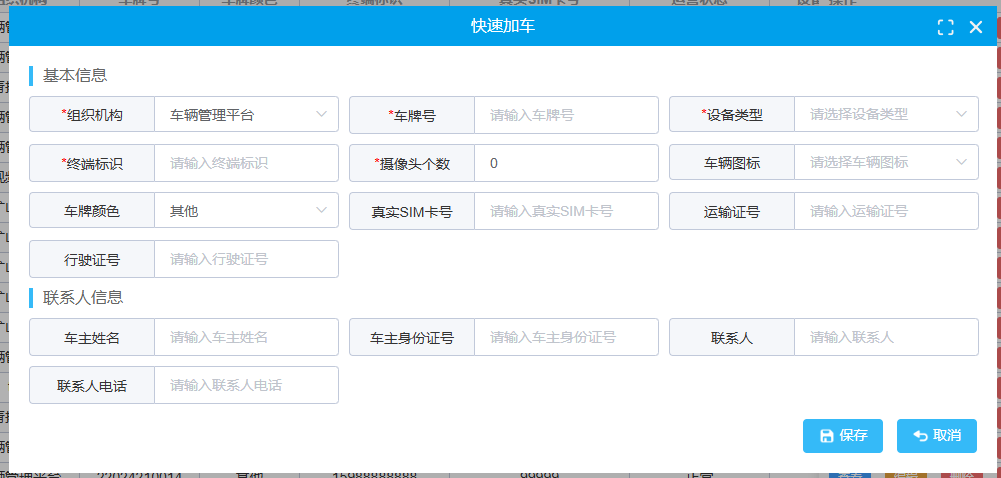 快速加车
基本信息
*组织机构 车辆管理平台 *车牌号 请输入车牌号 *设备类型 请选择设备类型
*终端标识 请输入终端标识 *摄像头个数 0 车辆图标 请选择车辆图标
车牌颜色 其他 真实SIM卡号 请输入真实SIM卡号 运输证号 请输入运输证号
行驶证号 请输入行驶证号
联系人信息
车主姓名 请输入车主姓名 车主身份证号 请输入车主身份证号 联系人 请输入联系人
联系人电话 请输入联系人电话
保存 取消